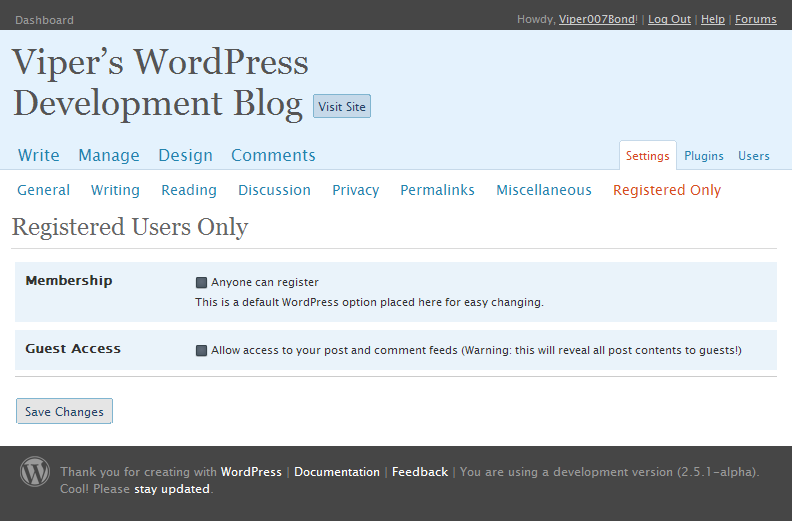 Dashboard Howdy, Viper007Bond! | Log Out | Help | Forums
Viper's WordPress
Development Blog Visit Site
Write Manage Design Comments Settings Plugins Users
General Writing Reading Discussion Privacy Permalinks Miscellaneous Registered Only
Registered Users Only
Membership Anyone can register
This is a default WordPress option placed here for easy changing.
Guest Access Allow access to your post and comment feeds (Warning: this will reveal all post contents to guests!)
Save Changes
Thank you for creating with WordPress | Documentation | Feedback | You are using a development version (2.5.1-alpha).
Cool! Please stay updated.